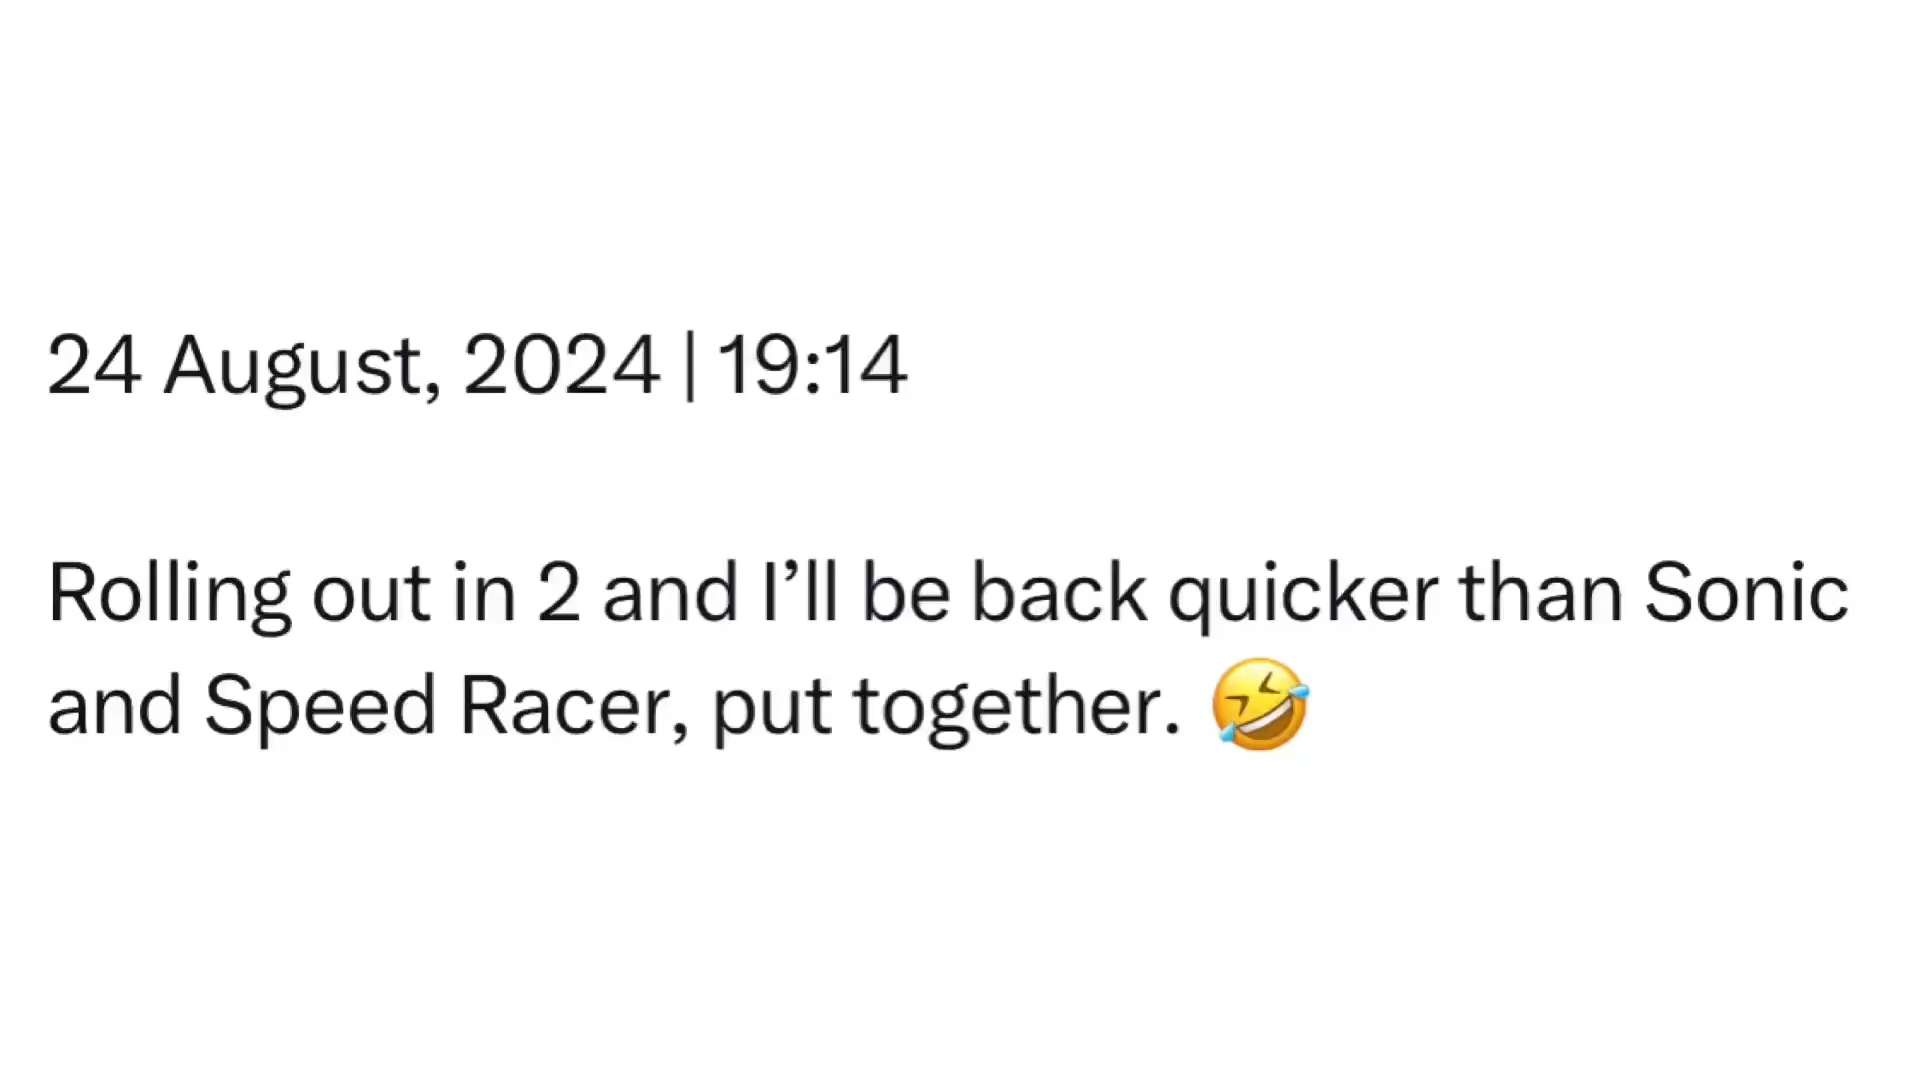 24 August, 2024 | 19:14
Rolling out in 2 and I’ll be back quicker than Sonic
and Speed Racer, put together. 🤣